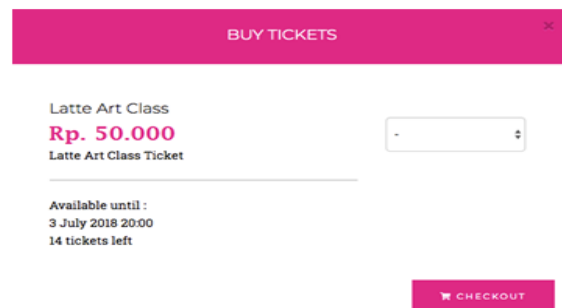 BUY TICKETS
×
Latte Art Class
Rp. 50.000
-
Latte Art Class Ticket
Available until :
3 July 2018 20:00
14 tickets left
CHECKOUT